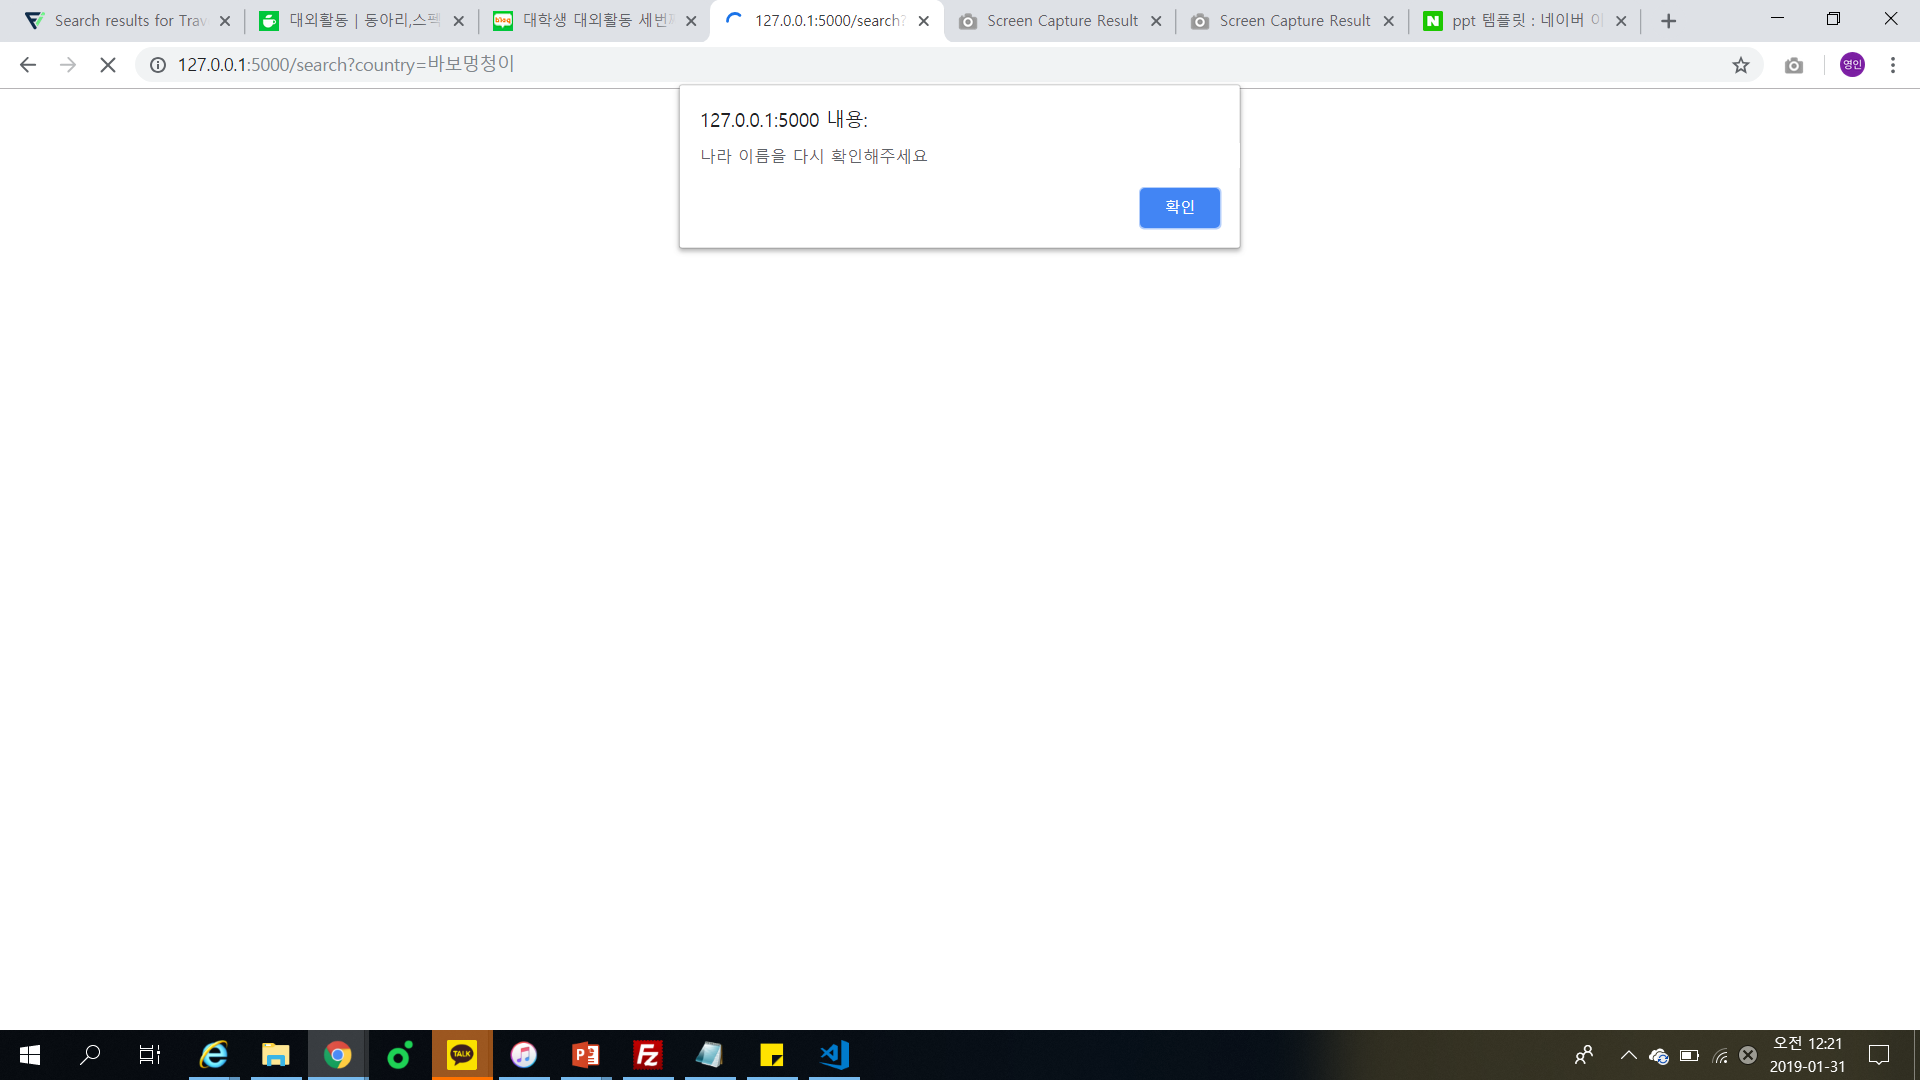 Search results for Trav
대외활동 | 동아리,스펙
대학생 대외활동 세번째
127.0.0.1:5000/search?
Screen Capture Result
Screen Capture Result
ppt 템플릿 : 네이버 이
127.0.0.1:5000/search?country=바보멍청이
영인
127.0.0.1:5000 내용:
나라 이름을 다시 확인해주세요
확인
TALK
오전 12:21
2019-01-31